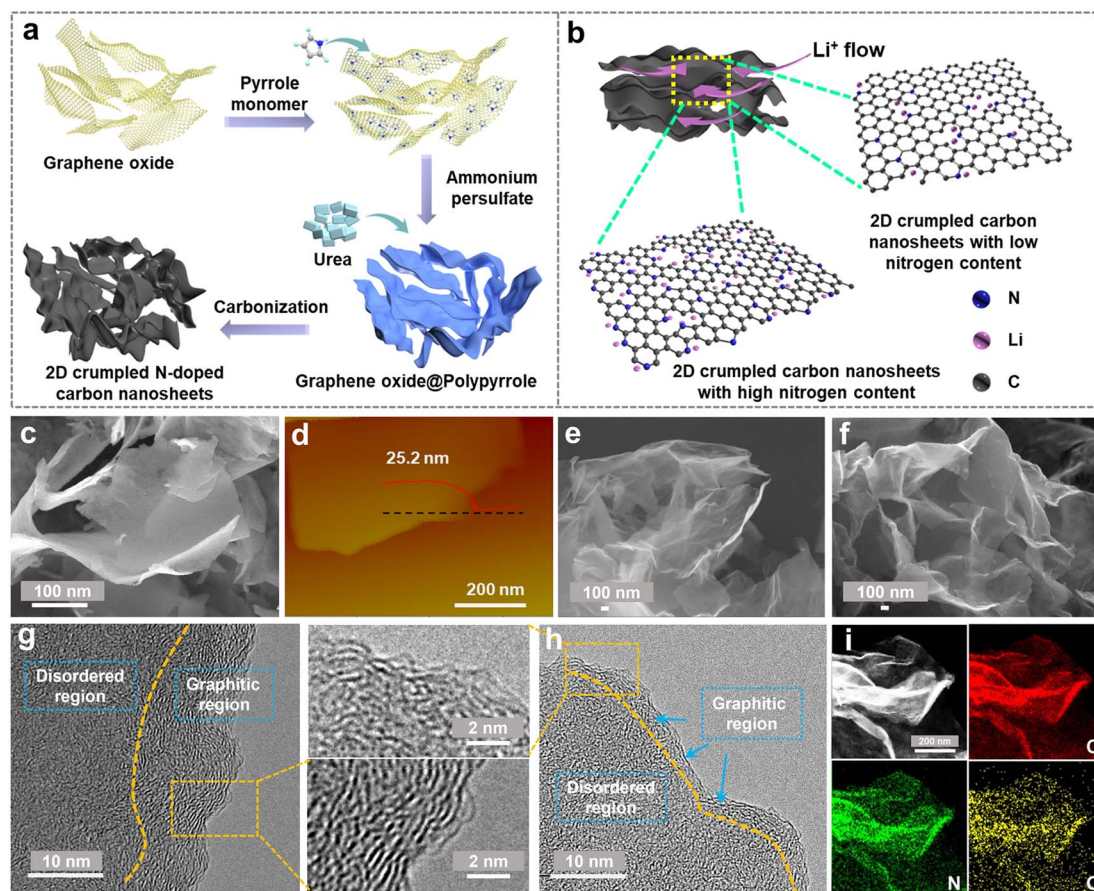 a
Graphene oxide
Pyrrole
monomer
Ammonium
persulfate
Urea
Graphene oxide@Polypyrrole
Carbonization
2D crumpled N-doped
carbon nanosheets
b
Li⁺ flow
2D crumpled carbon
nanosheets with low
nitrogen content
N
Li
C
2D crumpled carbon nanosheets
with high nitrogen content
c
100 nm
d
25.2 nm
200 nm
e
100 nm
f
100 nm
g
Disordered
region
Graphitic
region
10 nm
2 nm
2 nm
h
Graphitic
region
Disordered
region
10 nm
i
200 nm
N